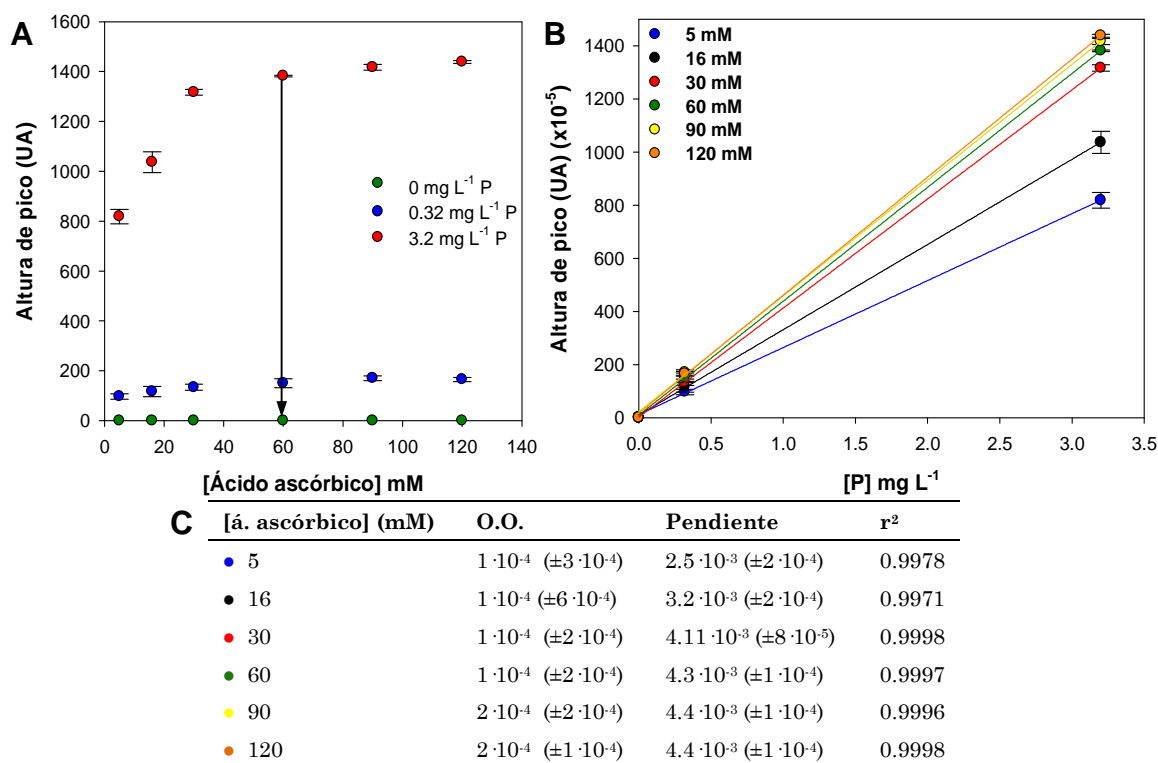 A
1600
1400
1200
1000
800
600
400
200
0
Altura de pico (UA)
0 mg L⁻¹ P
0.32 mg L⁻¹ P
3.2 mg L⁻¹ P
0 20 40 60 80 100 120 140
[Ácido ascórbico] mM
B
1400
1200
1000
800
600
400
200
0
Altura de pico (UA) (x10⁻⁵)
5 mM
16 mM
30 mM
60 mM
90 mM
120 mM
0.0 0.5 1.0 1.5 2.0 2.5 3.0 3.5
[P] mg L⁻¹
C [á. ascórbico] (mM) O.O. Pendiente r²
5 1·10⁻⁴ (±3·10⁻⁴) 2.5·10⁻³ (±2·10⁻⁴) 0.9978
16 1·10⁻⁴ (±6·10⁻⁴) 3.2·10⁻³ (±2·10⁻⁴) 0.9971
30 1·10⁻⁴ (±2·10⁻⁴) 4.11·10⁻³ (±8·10⁻⁵) 0.9998
60 1·10⁻⁴ (±2·10⁻⁴) 4.3·10⁻³ (±1·10⁻⁴) 0.9997
90 2·10⁻⁴ (±2·10⁻⁴) 4.4·10⁻³ (±1·10⁻⁴) 0.9996
120 2·10⁻⁴ (±1·10⁻⁴) 4.4·10⁻³ (±1·10⁻⁴) 0.9998